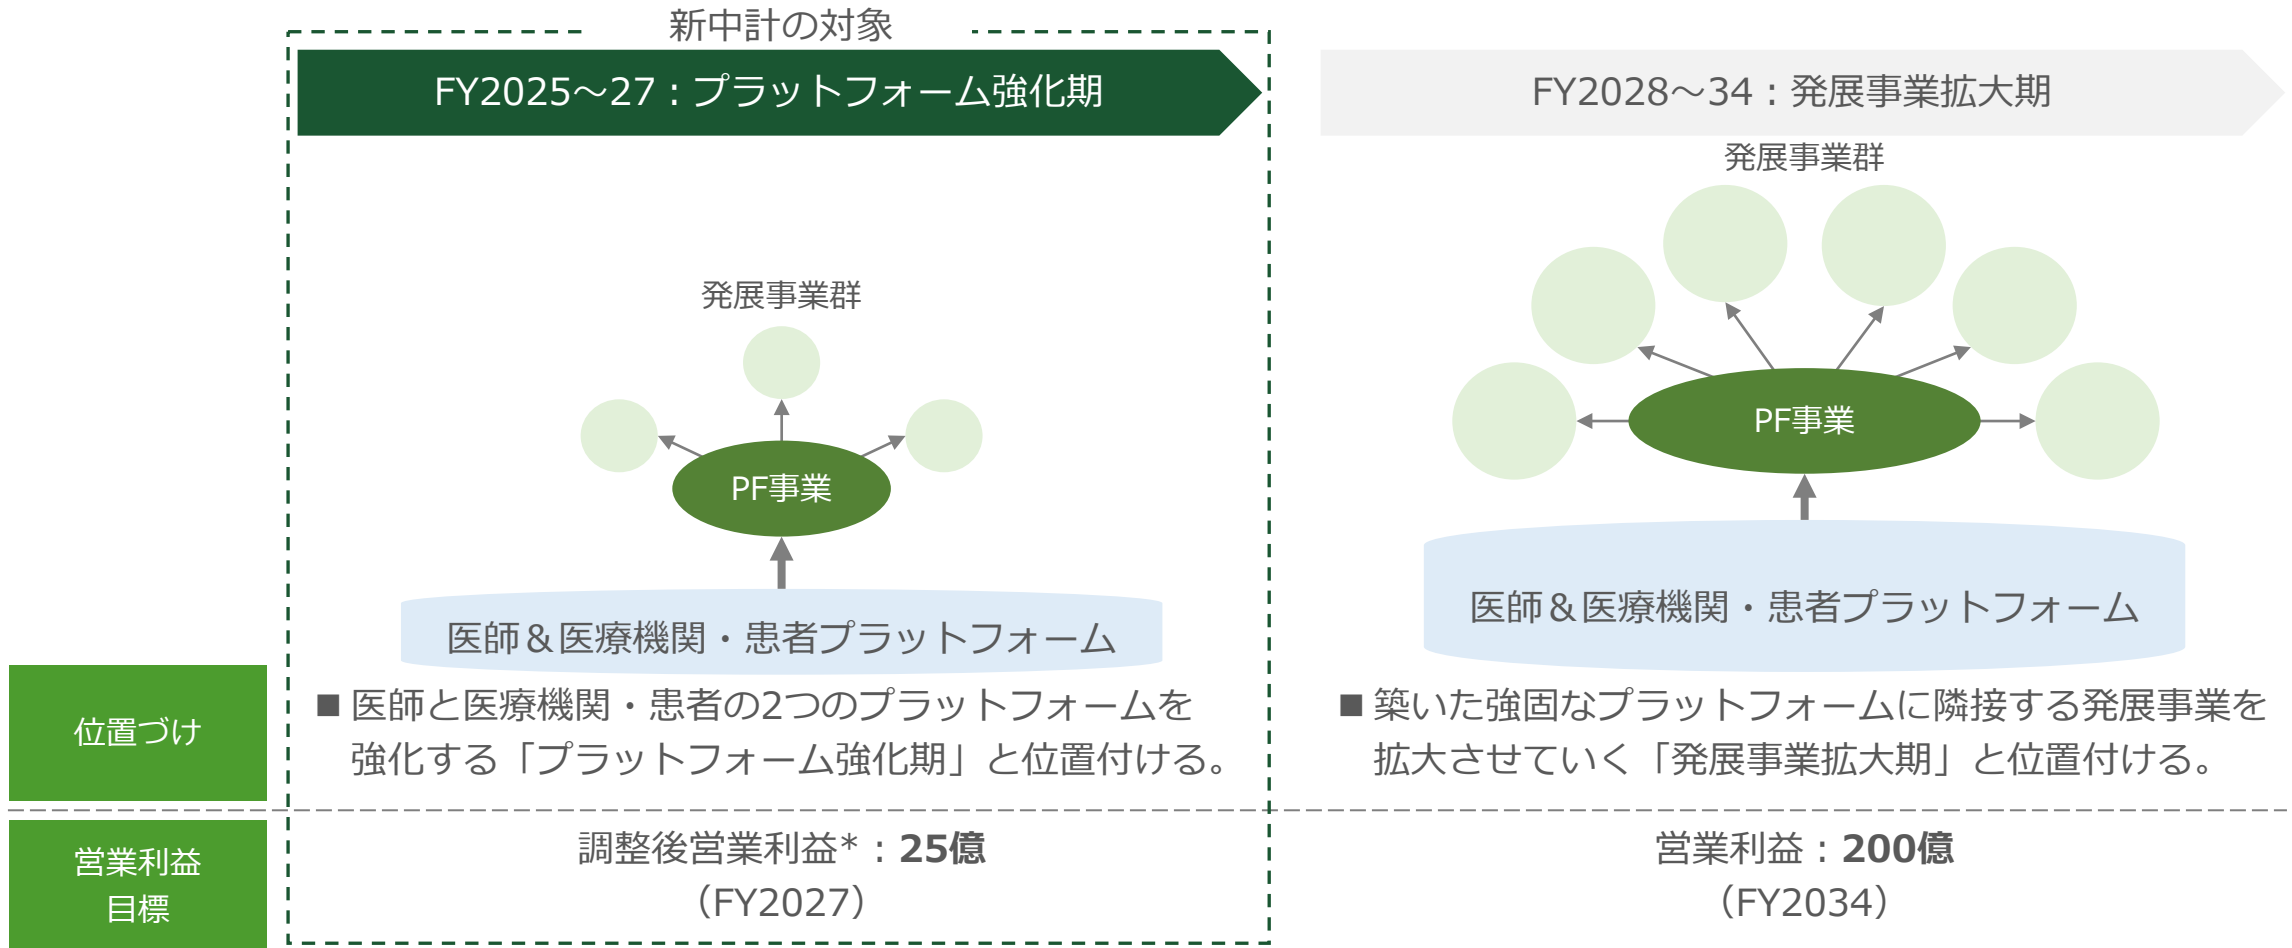 新中計の対象
FY2025～27：プラットフォーム強化期
発展事業群
PF事業
医師＆医療機関・患者プラットフォーム
FY2028～34：発展事業拡大期
発展事業群
PF事業
医師＆医療機関・患者プラットフォーム
位置づけ
■ 医師と医療機関・患者の2つのプラットフォームを
強化する「プラットフォーム強化期」と位置付ける。
■ 築いた強固なプラットフォームに隣接する発展事業を
拡大させていく「発展事業拡大期」と位置付ける。
営業利益
目標
調整後営業利益*：25億
（FY2027）
営業利益：200億
（FY2034）